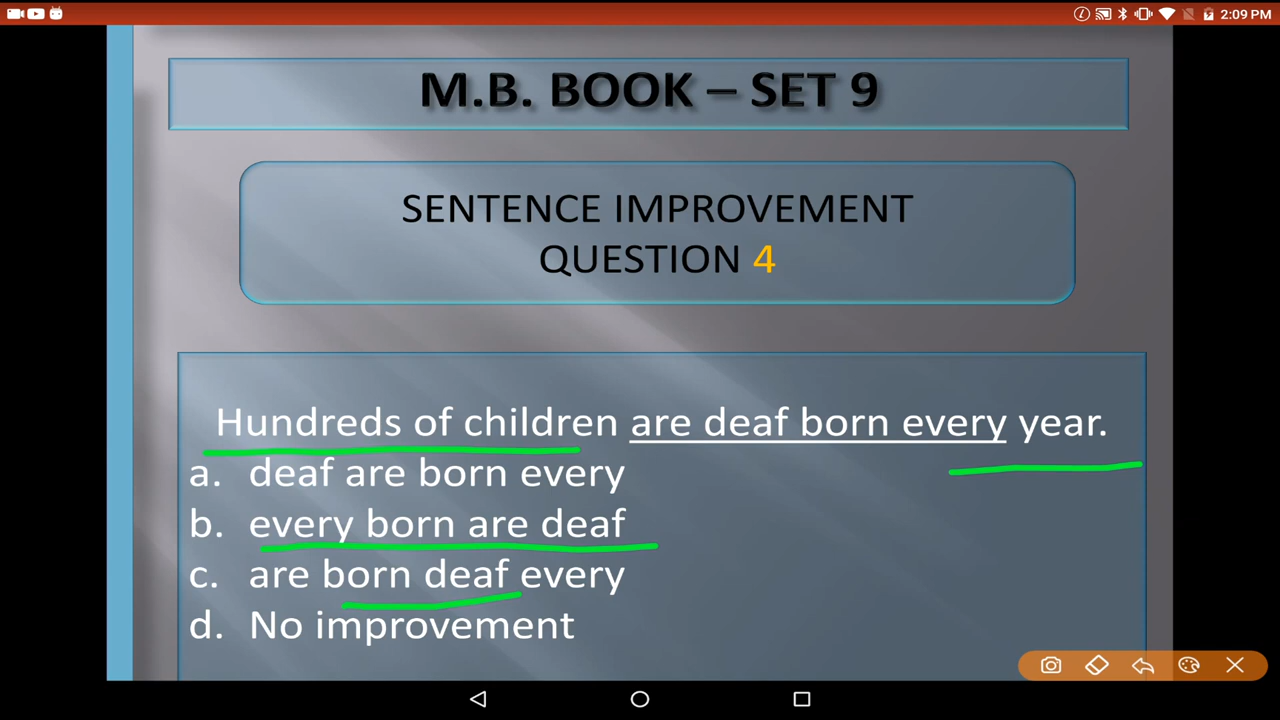 2:09 PM
M.B. BOOK – SET 9
SENTENCE IMPROVEMENT
QUESTION 4
Hundreds of children are deaf born every year.
a. deaf are born every
b. every born are deaf
c. are born deaf every
d. No improvement